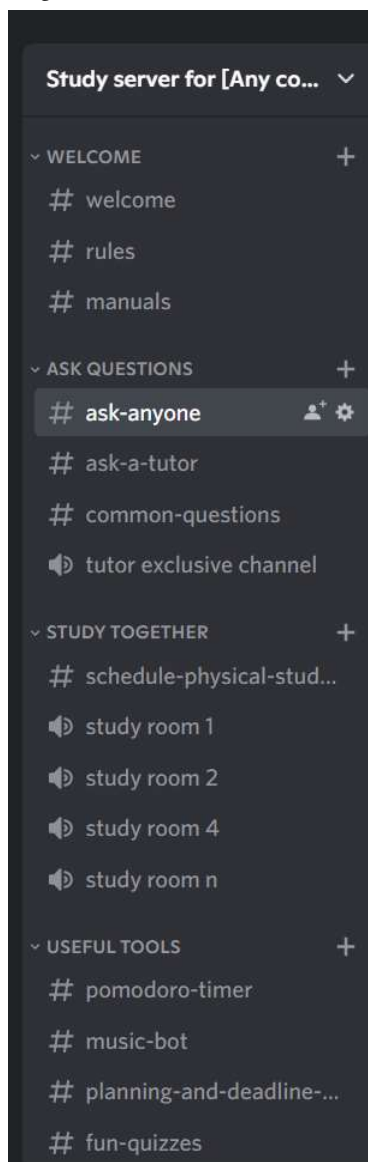 Study server for [Any co...
WELCOME
# welcome
# rules
# manuals
ASK QUESTIONS
# ask-anyone
# ask-a-tutor
# common-questions
tutor exclusive channel
STUDY TOGETHER
# schedule-physical-stud...
study room 1
study room 2
study room 4
study room n
USEFUL TOOLS
# pomodoro-timer
# music-bot
# planning-and-deadline-...
# fun-quizzes